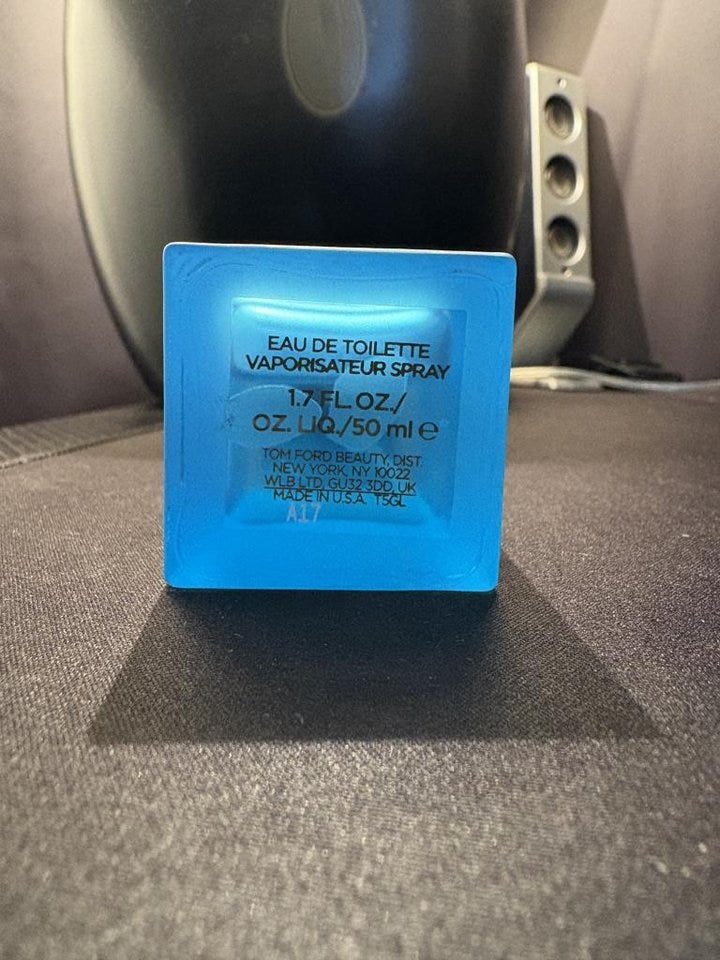 EAU DE TOILETTE
VAPORISATEUR SPRAY
1.7 FL. OZ./
OZ. LIQ./50 ml ℮
TOM FORD BEAUTY, DIST.
NEW YORK, NY 10022
WLB LTD, GU32 3DD, UK
MADE IN U.S.A. T5GL
A17